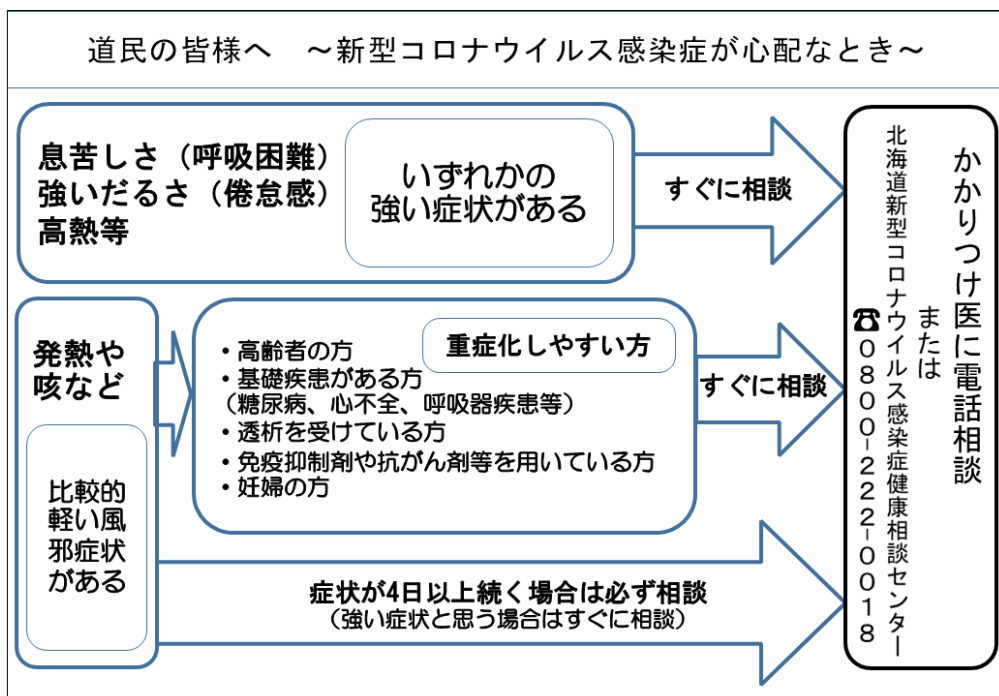 道民の皆様へ ～新型コロナウイルス感染症が心配なとき～
息苦しさ（呼吸困難）
強いだるさ（倦怠感）
高熱等
いずれかの
強い症状がある
すぐに相談
発熱や
咳など
比較的
軽い風
邪症状
がある
重症化しやすい方
・高齢者の方
・基礎疾患がある方
（糖尿病、心不全、呼吸器疾患等）
・透析を受けている方
・免疫抑制剤や抗がん剤等を用いている方
・妊婦の方
すぐに相談
症状が4日以上続く場合は必ず相談
（強い症状と思う場合はすぐに相談）
かかりつけ医に電話相談
または
北海道新型コロナウイルス感染症健康相談センター
☎０８００－２２２－００１８